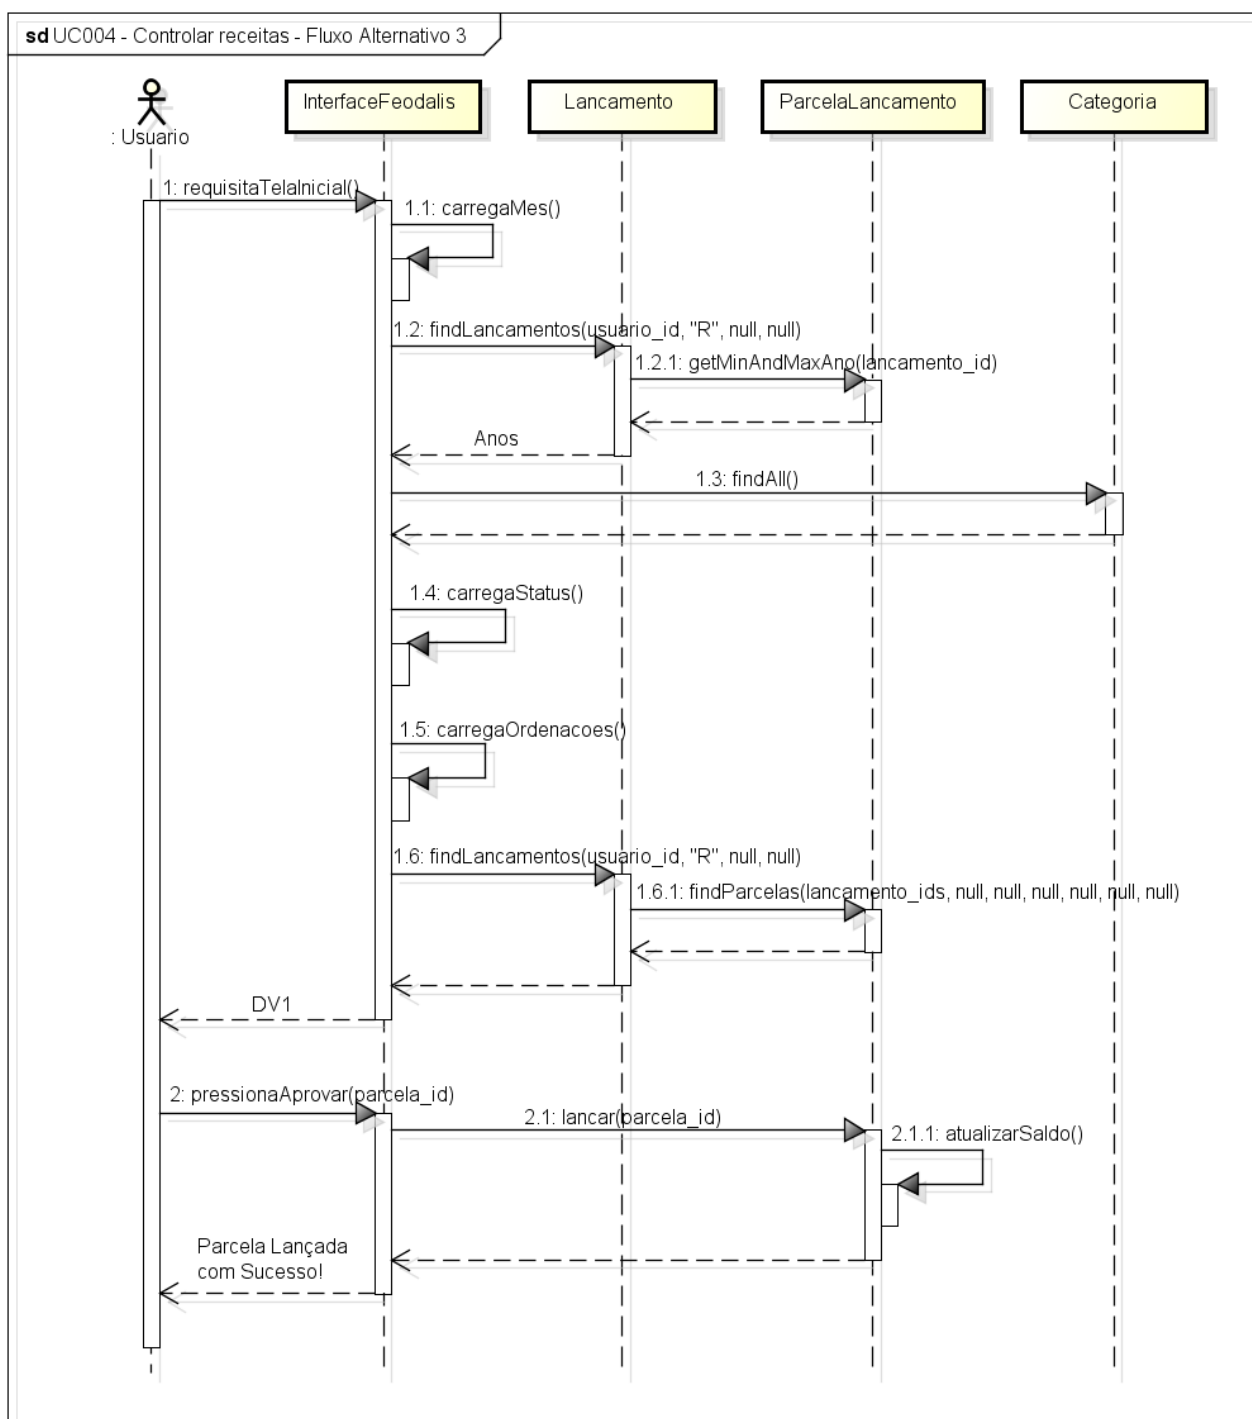 sd UC004 - Controlar receitas - Fluxo Alternativo 3
: Usuario
InterfaceFeodalis
Lancamento
ParcelaLancamento
Categoria
1: requisitaTelaInicial()
1.1: carregaMes()
1.2: findLancamentos(usuario_id, "R", null, null)
1.2.1: getMinAndMaxAno(lancamento_id)
Anos
1.3: findAll()
1.4: carregaStatus()
1.5: carregaOrdenacoes()
1.6: findLancamentos(usuario_id, "R", null, null)
1.6.1: findParcelas(lancamento_ids, null, null, null, null, null, null)
DV1
2: pressionaAprovar(parcela_id)
2.1: lancar(parcela_id)
2.1.1: atualizarSaldo()
Parcela Lançada
com Sucesso!